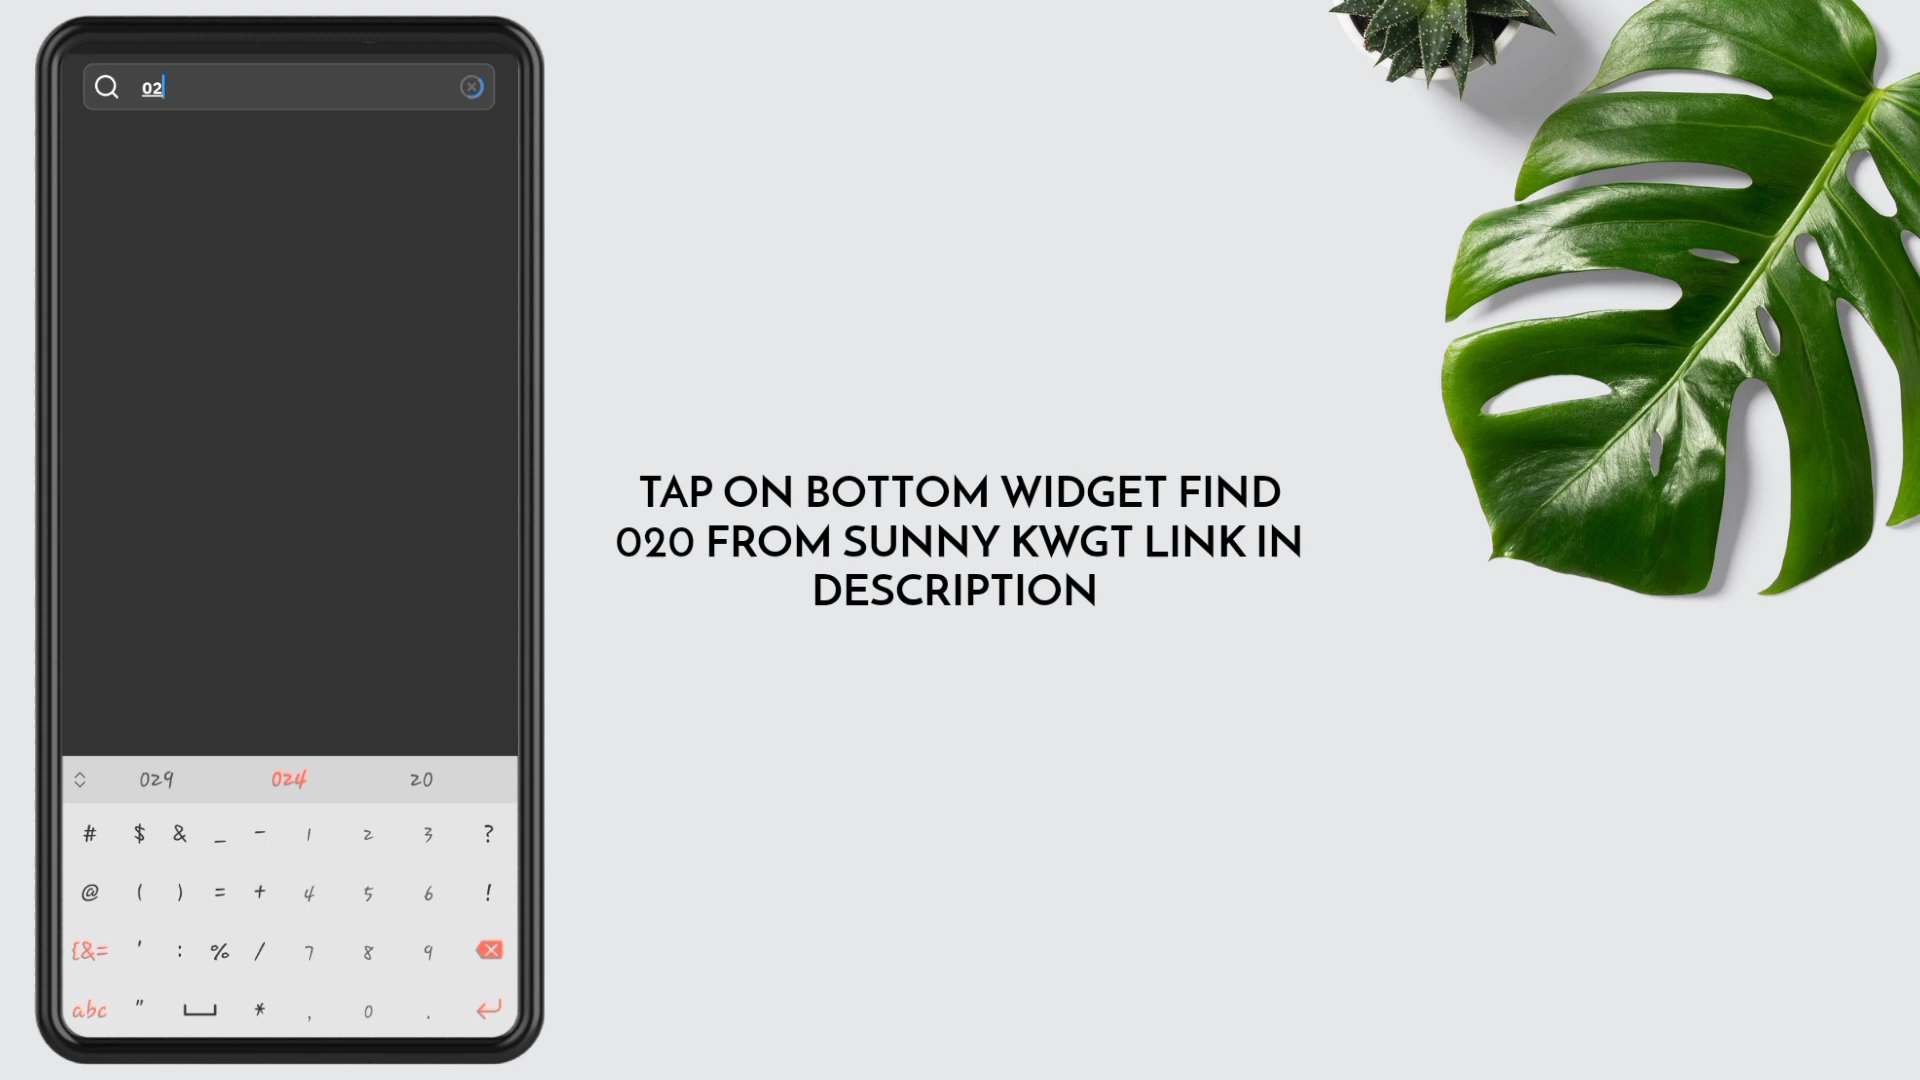 02
029 024 20
# $ & _ - 1 2 3 ?
@ ( ) = + 4 5 6 !
{&= ' : % / 7 8 9
abc " * , 0 .
TAP ON BOTTOM WIDGET FIND
020 FROM SUNNY KWGT LINK IN
DESCRIPTION